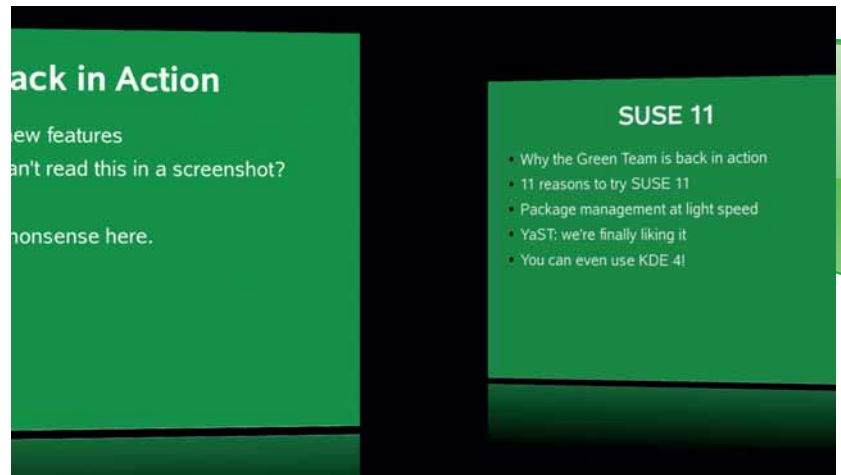 ack in Action
ew features
an't read this in a screenshot?
nonsense here.
SUSE 11
• Why the Green Team is back in action
• 11 reasons to try SUSE 11
• Package management at light speed
• YaST: we're finally liking it
• You can even use KDE 4!